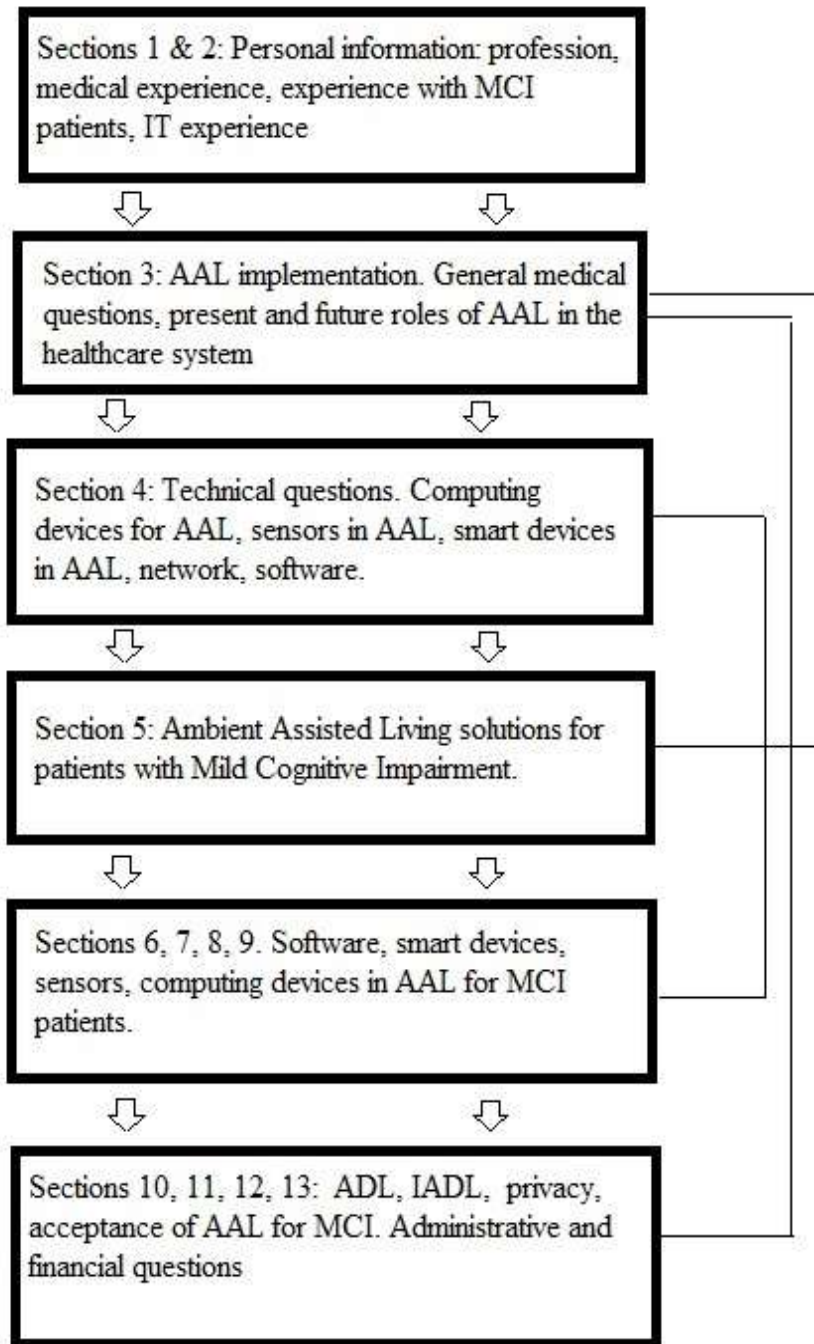 Sections 1 & 2: Personal information: profession,
medical experience, experience with MCI
patients, IT experience
Section 3: AAL implementation. General medical
questions, present and future roles of AAL in the
healthcare system
Section 4: Technical questions. Computing
devices for AAL, sensors in AAL, smart devices
in AAL, network, software.
Section 5: Ambient Assisted Living solutions for
patients with Mild Cognitive Impairment.
Sections 6, 7, 8, 9. Software, smart devices,
sensors, computing devices in AAL for MCI
patients.
Sections 10, 11, 12, 13: ADL, IADL, privacy,
acceptance of AAL for MCI. Administrative and
financial questions